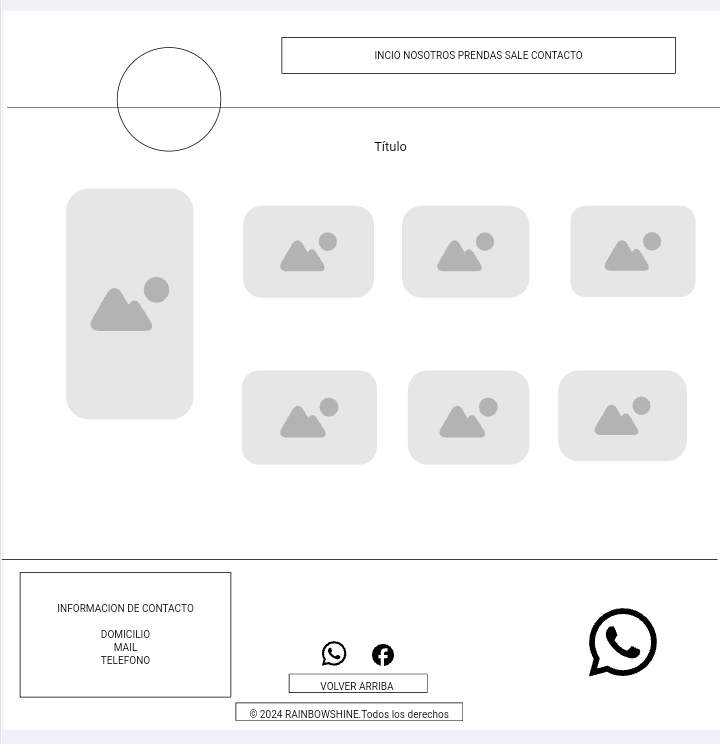 INCIO NOSOTROS PRENDAS SALE CONTACTO
Título
INFORMACION DE CONTACTO
DOMICILIO
MAIL
TELEFONO
VOLVER ARRIBA
© 2024 RAINBOWSHINE.Todos los derechos